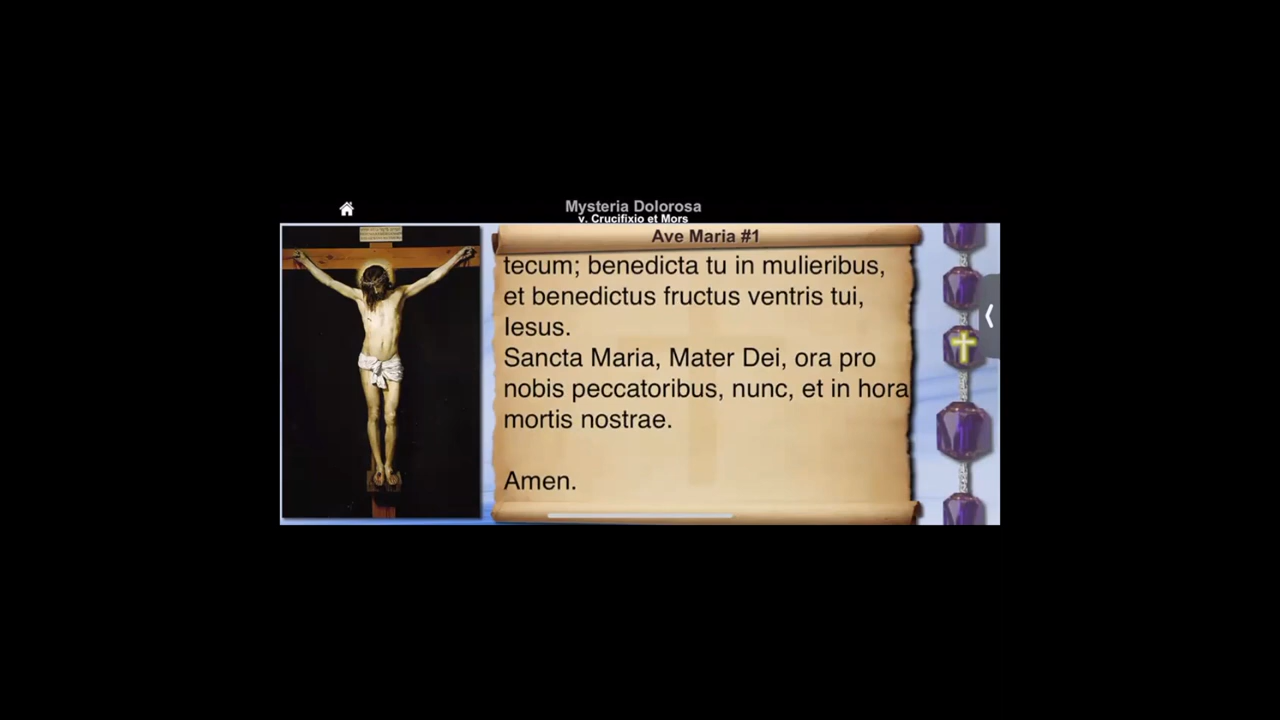 Mysteria Dolorosa
v. Crucifixio et Mors
Ave Maria #1
tecum; benedicta tu in mulieribus,
et benedictus fructus ventris tui,
Iesus.
Sancta Maria, Mater Dei, ora pro
nobis peccatoribus, nunc, et in hora
mortis nostrae.
Amen.